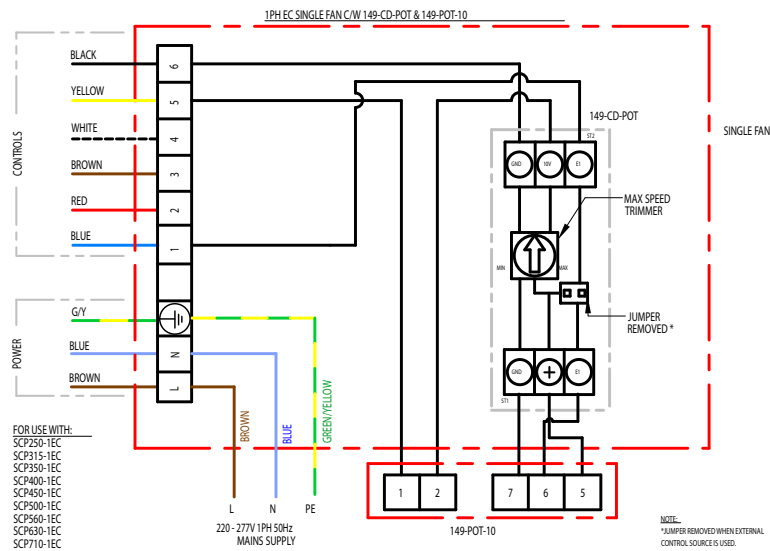 1PH EC SINGLE FAN C/W 149-CD-POT & 149-POT-10
CONTROLS
BLACK
YELLOW
WHITE
BROWN
RED
BLUE
6
5
4
3
2
1
POWER
G/Y
BLUE
BROWN
N
L
BROWN
BLUE
GREEN/YELLOW
L
N
PE
220 - 277V 1PH 50Hz
MAINS SUPPLY
SINGLE FAN
149-CD-POT
ST2
GND
10V
E1
MAX SPEED
TRIMMER
MIN
MAX
JUMPER
REMOVED *
GND
+
E1
ST1
1
2
7
6
5
149-POT-10
FOR USE WITH:
SCP250-1EC
SCP315-1EC
SCP350-1EC
SCP400-1EC
SCP450-1EC
SCP500-1EC
SCP560-1EC
SCP630-1EC
SCP710-1EC
NOTE:
*JUMPER REMOVED WHEN EXTERNAL
CONTROL SOURCE IS USED.